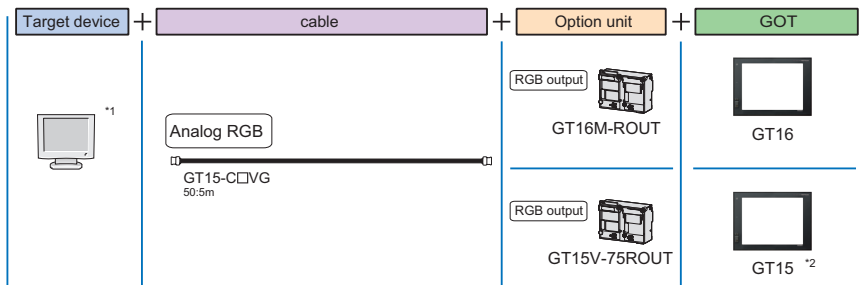 Target device + cable + Option unit + GOT
*1
Analog RGB
GT15-C□VG
50:5m
RGB output
GT16M-ROUT
GT16
RGB output
GT15V-75ROUT
GT15 *2